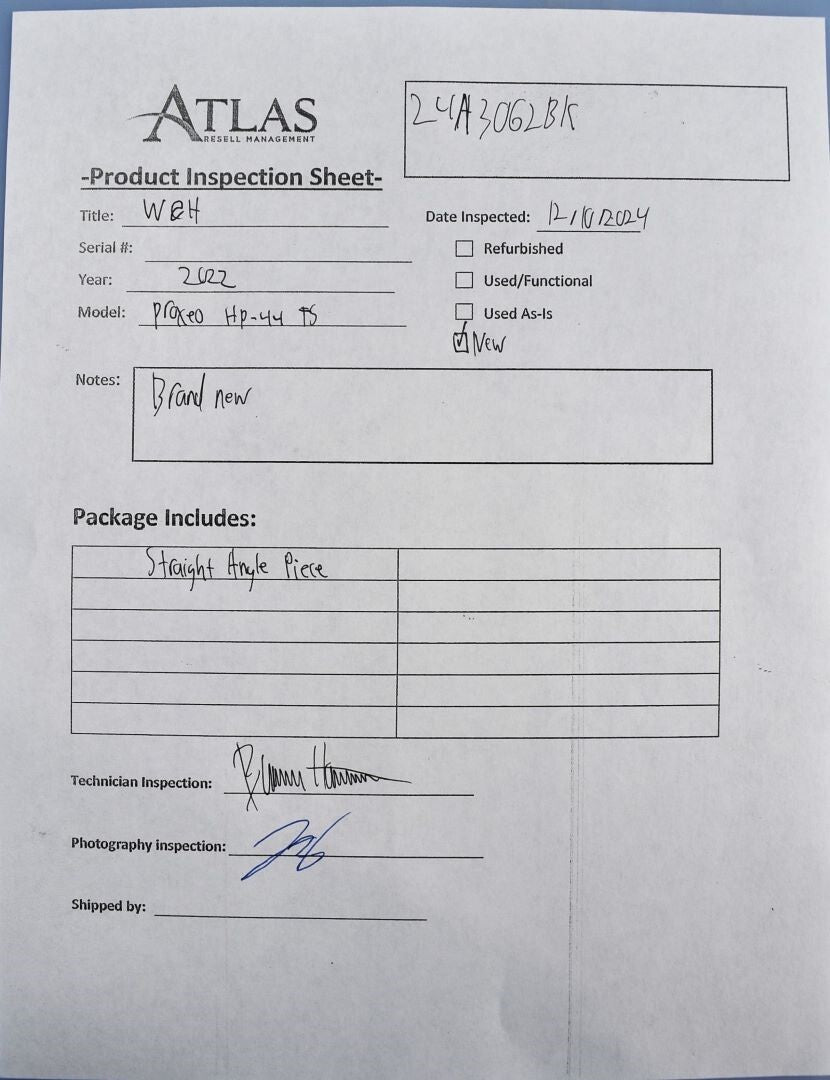 ATLAS
RESELL MANAGEMENT
24A3062BK
-Product Inspection Sheet-
Title: W&H
Date Inspected: 12/10/2024
Serial #:
Refurbished
Year: 2022
Used/Functional
Model: Proxeo HP-44 TS
Used As-Is
New
Notes: Brand new
Package Includes:
Straight Angle Piece
Technician Inspection:
Photography inspection:
Shipped by: